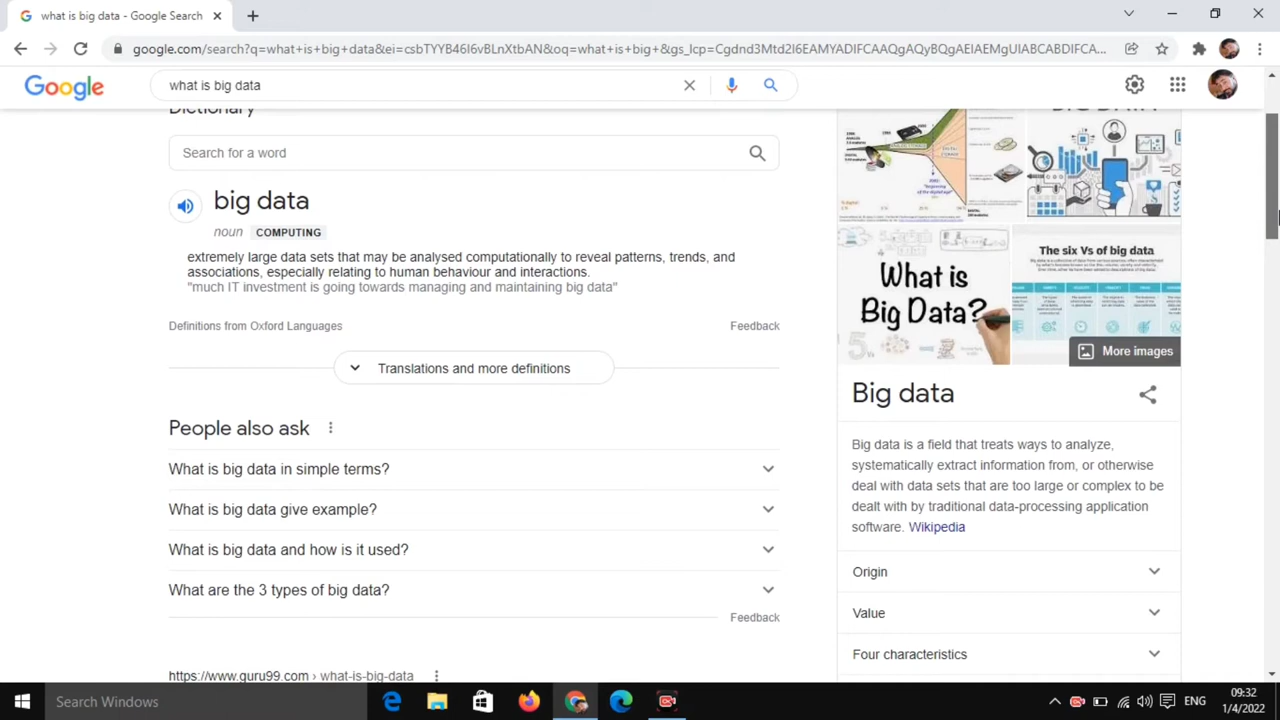 what is big data - Google Search
google.com/search?q=what+is+big+data&ei=csbTYYB46I6vBLnXtbAN&oq=what+is+big+&gs_lcp=Cgdnd3Mtd2l6EAMYADIFCAAQgAQyBQgAEIAEMgUIABCABDIFCA...
Google
what is big data
Dictionary
Search for a word
big data
noun COMPUTING
extremely large data sets that may be analyzed computationally to reveal patterns, trends, and
associations, especially relating to human behaviour and interactions.
"much IT investment is going towards managing and maintaining big data"
Definitions from Oxford Languages
Feedback
Translations and more definitions
People also ask
What is big data in simple terms?
What is big data give example?
What is big data and how is it used?
What are the 3 types of big data?
Feedback
https://www.guru99.com › what-is-big-data
BIG DATA
What is
Big Data?
5Vs
The six Vs of big data
More images
Big data
Big data is a field that treats ways to analyze,
systematically extract information from, or otherwise
deal with data sets that are too large or complex to be
dealt with by traditional data-processing application
software. Wikipedia
Origin
Value
Four characteristics
Search Windows
ENG
09:32
1/4/2022